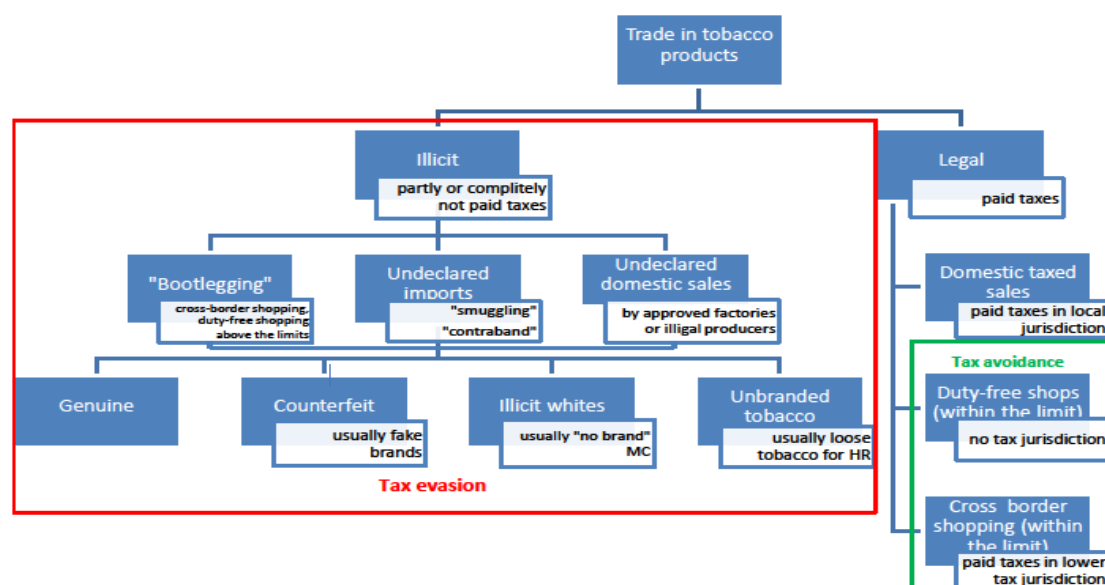 Trade in tobacco
products
Illicit
partly or complitely
not paid taxes
Legal
paid taxes
"Bootlegging"
cross-border shopping,
duty-free shopping
above the limits
Undeclared
imports
"smuggling"
"contraband"
Undeclared
domestic sales
by approved factories
or illigal producers
Domestic taxed
sales
paid taxes in local
jurisdiction
Tax avoidance
Genuine
Counterfeit
usually fake
brands
Illicit whites
usually "no brand"
MC
Unbranded
tobacco
usually loose
tobacco for HR
Duty-free shops
(within the limit)
no tax jurisdiction
Tax evasion
Cross border
shopping (within
the limit)
paid taxes in lower
tax jurisdiction